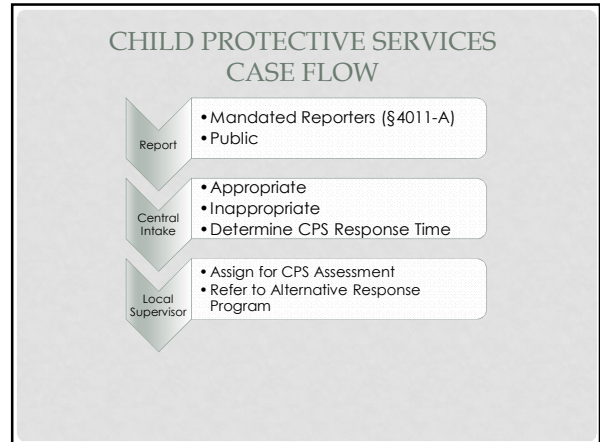 CHILD PROTECTIVE SERVICES
CASE FLOW
Report
• Mandated Reporters (§4011-A)
• Public
Central
Intake
• Appropriate
• Inappropriate
• Determine CPS Response Time
Local
Supervisor
• Assign for CPS Assessment
• Refer to Alternative Response
Program